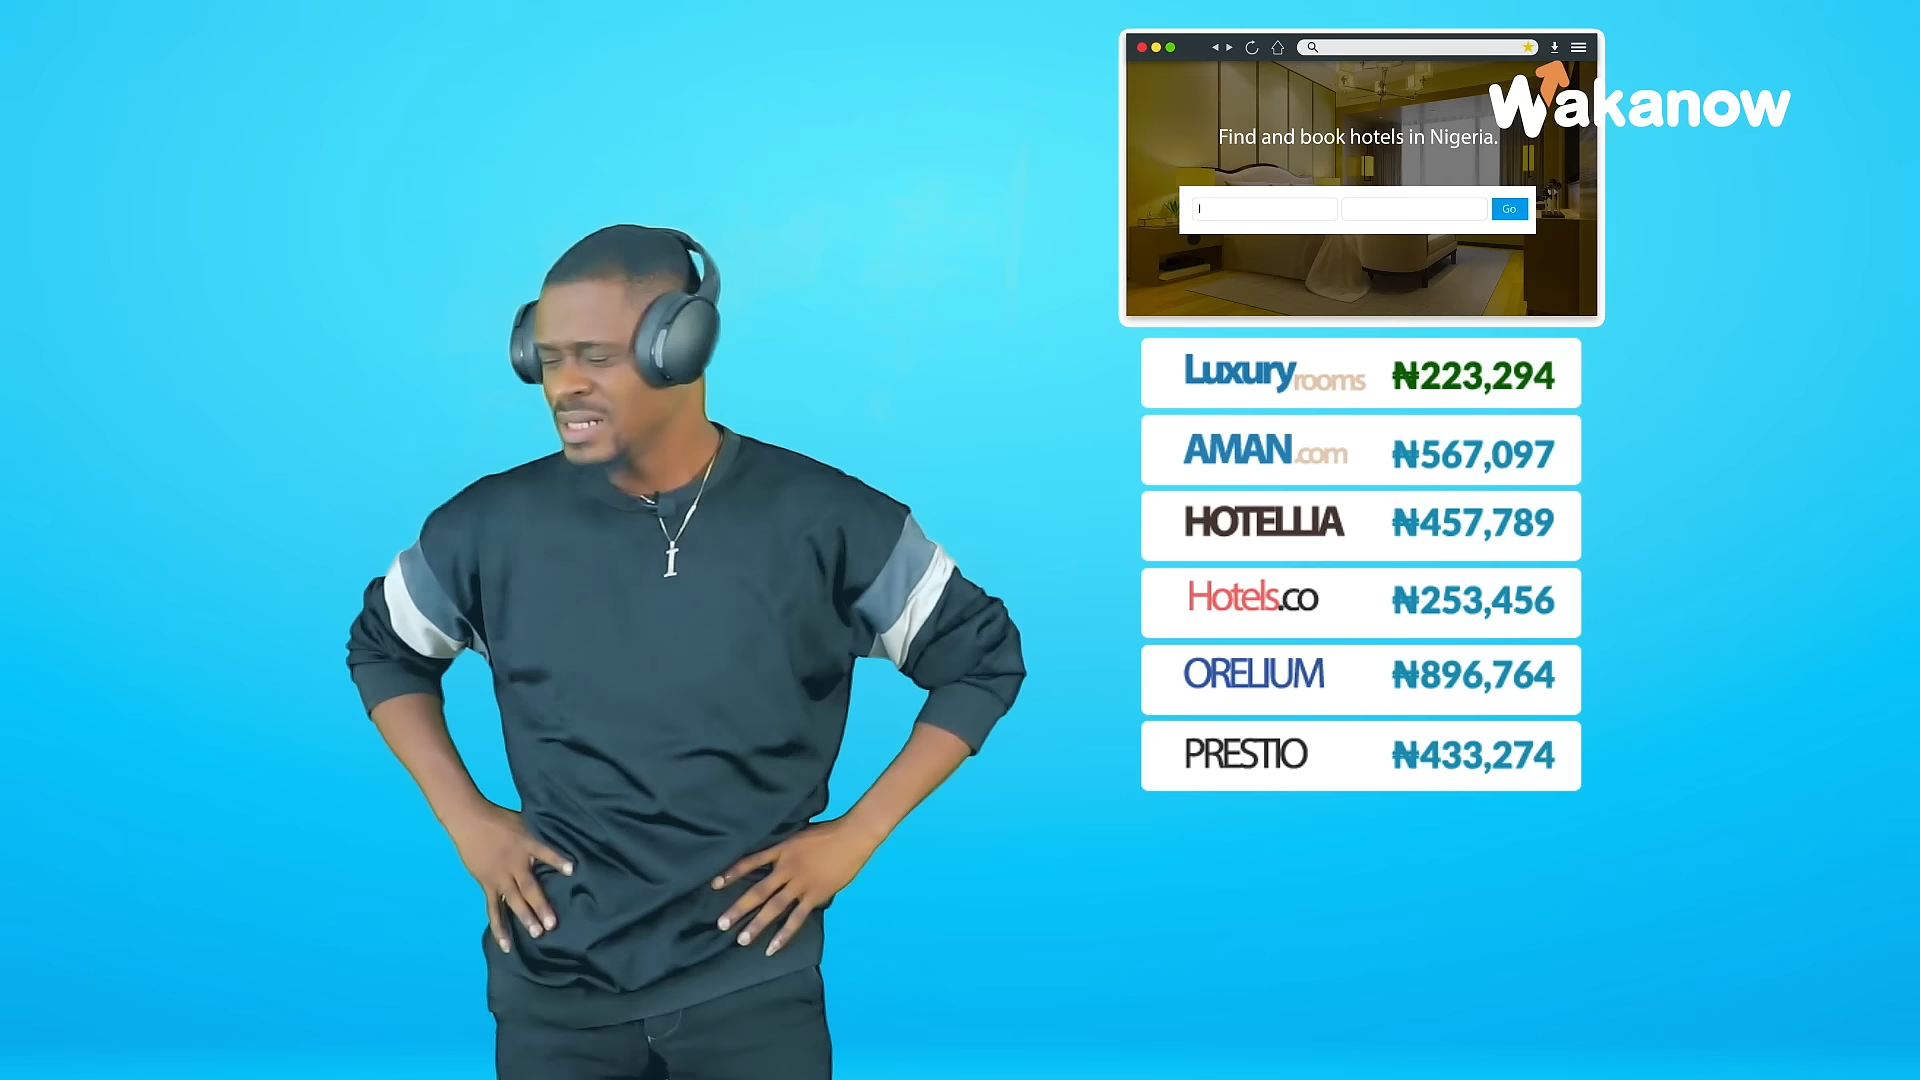 Wakanow
Find and book hotels in Nigeria.
Go
Luxuryrooms ₦223,294
AMAN.com ₦567,097
HOTELLIA ₦457,789
Hotels.co ₦253,456
ORELIUM ₦896,764
PRESTIO ₦433,274
I